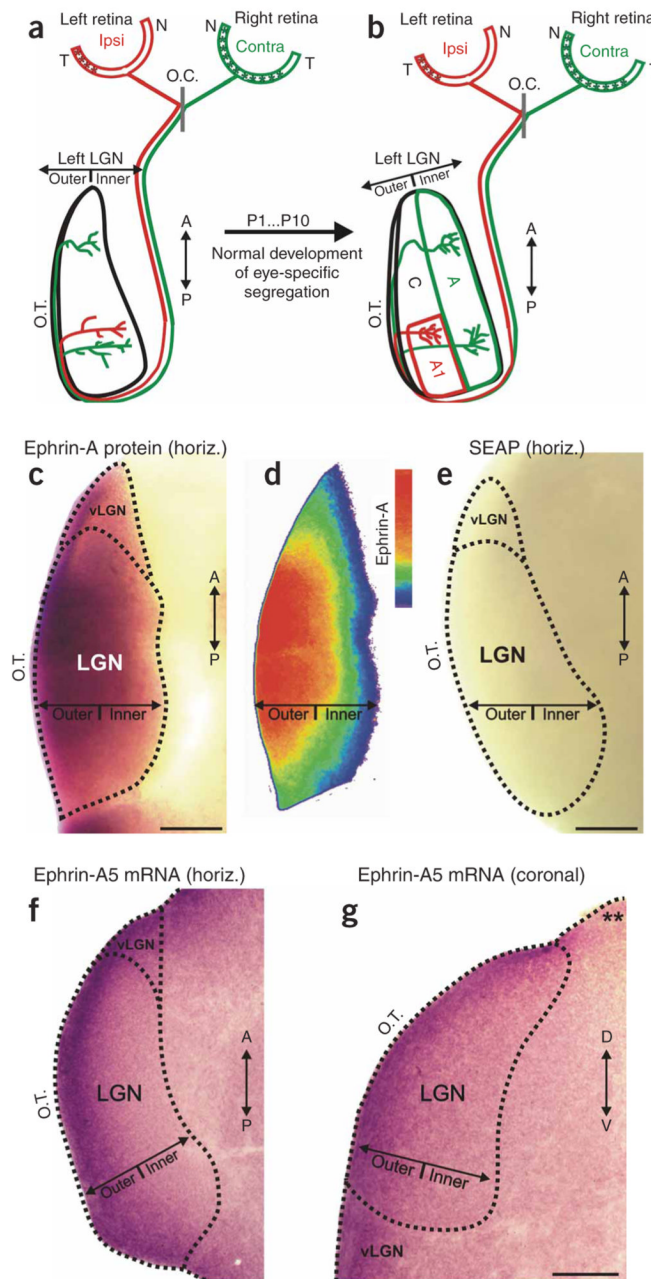 a
Left retina
Right retina
Ipsi
N
N
Contra
T
T
O.C.
Left LGN
Outer
Inner
A
P
O.T.
P1...P10
Normal development
of eye-specific
segregation
b
Left retina
Right retina
Ipsi
N
N
Contra
T
T
O.C.
Left LGN
Outer
Inner
A
P
O.T.
C
A
A1
Ephrin-A protein (horiz.)
c
vLGN
A
P
LGN
O.T.
Outer
Inner
d
Ephrin-A
Outer
Inner
SEAP (horiz.)
e
vLGN
A
P
LGN
O.T.
Outer
Inner
Ephrin-A5 mRNA (horiz.)
f
vLGN
A
P
LGN
O.T.
Outer
Inner
Ephrin-A5 mRNA (coronal)
g
**
O.T.
D
V
LGN
Outer
Inner
vLGN